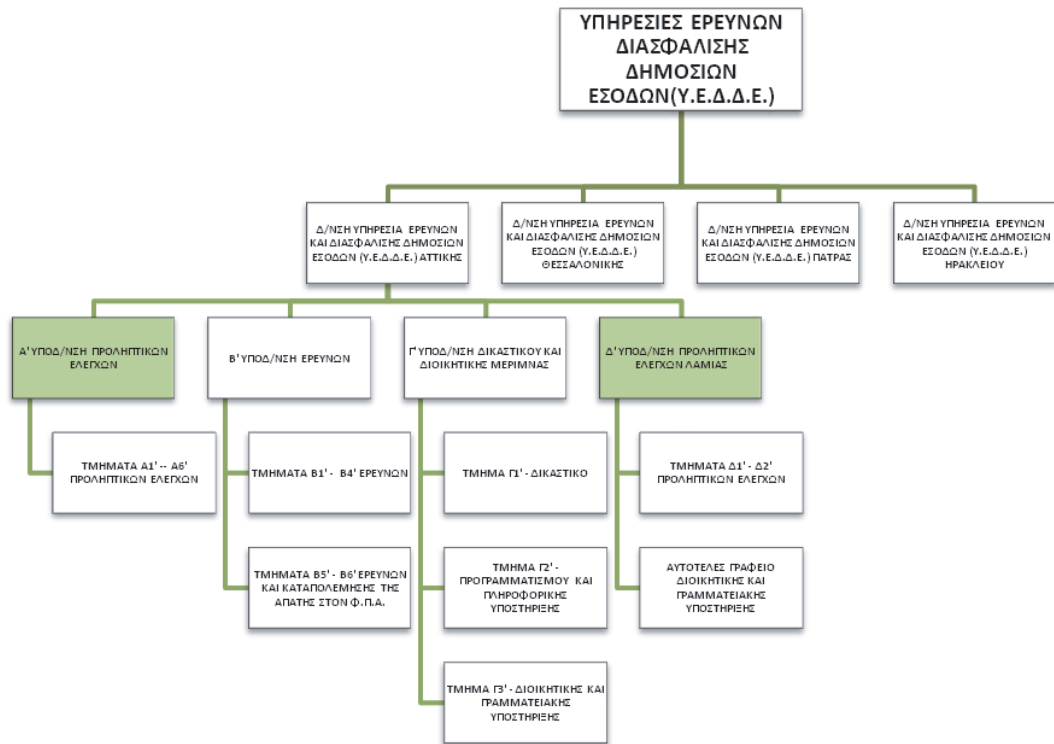 ΥΠΗΡΕΣΙΕΣ ΕΡΕΥΝΩΝ
ΔΙΑΣΦΑΛΙΣΗΣ
ΔΗΜΟΣΙΩΝ
ΕΣΟΔΩΝ(Υ.Ε.Δ.Δ.Ε.)
Δ/ΝΣΗ ΥΠΗΡΕΣΙΑ ΕΡΕΥΝΩΝ
ΚΑΙ ΔΙΑΣΦΑΛΙΣΗΣ ΔΗΜΟΣΙΩΝ
ΕΣΟΔΩΝ (Υ.Ε.Δ.Δ.Ε.) ΑΤΤΙΚΗΣ
Δ/ΝΣΗ ΥΠΗΡΕΣΙΑ ΕΡΕΥΝΩΝ
ΚΑΙ ΔΙΑΣΦΑΛΙΣΗΣ ΔΗΜΟΣΙΩΝ
ΕΣΟΔΩΝ (Υ.Ε.Δ.Δ.Ε.)
ΘΕΣΣΑΛΟΝΙΚΗΣ
Δ/ΝΣΗ ΥΠΗΡΕΣΙΑ ΕΡΕΥΝΩΝ
ΚΑΙ ΔΙΑΣΦΑΛΙΣΗΣ ΔΗΜΟΣΙΩΝ
ΕΣΟΔΩΝ (Υ.Ε.Δ.Δ.Ε.) ΠΑΤΡΑΣ
Δ/ΝΣΗ ΥΠΗΡΕΣΙΑ ΕΡΕΥΝΩΝ
ΚΑΙ ΔΙΑΣΦΑΛΙΣΗΣ ΔΗΜΟΣΙΩΝ
ΕΣΟΔΩΝ (Υ.Ε.Δ.Δ.Ε.)
ΗΡΑΚΛΕΙΟΥ
Α' ΥΠΟΔ/ΝΣΗ ΠΡΟΛΗΠΤΙΚΩΝ
ΕΛΕΓΧΩΝ
Β' ΥΠΟΔ/ΝΣΗ ΕΡΕΥΝΩΝ
Γ' ΥΠΟΔ/ΝΣΗ ΔΙΚΑΣΤΙΚΟΥ ΚΑΙ
ΔΙΟΙΚΗΤΙΚΗΣ ΜΕΡΙΜΝΑΣ
Δ' ΥΠΟΔ/ΝΣΗ ΠΡΟΛΗΠΤΙΚΩΝ
ΕΛΕΓΧΩΝ ΛΑΜΙΑΣ
ΤΜΗΜΑΤΑ Α1' -- Α6'
ΠΡΟΛΗΠΤΙΚΩΝ ΕΛΕΓΧΩΝ
ΤΜΗΜΑΤΑ Β1' - Β4' ΕΡΕΥΝΩΝ
ΤΜΗΜΑ Γ1' - ΔΙΚΑΣΤΙΚΟ
ΤΜΗΜΑΤΑ Δ1' - Δ2'
ΠΡΟΛΗΠΤΙΚΩΝ ΕΛΕΓΧΩΝ
ΤΜΗΜΑΤΑ Β5' - Β6' ΕΡΕΥΝΩΝ
ΚΑΙ ΚΑΤΑΠΟΛΕΜΗΣΗΣ ΤΗΣ
ΑΠΑΤΗΣ ΣΤΟΝ Φ.Π.Α.
ΤΜΗΜΑ Γ2' -
ΠΡΟΓΡΑΜΜΑΤΙΣΜΟΥ ΚΑΙ
ΠΛΗΡΟΦΟΡΙΚΗΣ
ΥΠΟΣΤΗΡΙΞΗΣ
ΑΥΤΟΤΕΛΕΣ ΓΡΑΦΕΙΟ
ΔΙΟΙΚΗΤΙΚΗΣ ΚΑΙ
ΓΡΑΜΜΑΤΕΙΑΚΗΣ
ΥΠΟΣΤΗΡΙΞΗΣ
ΤΜΗΜΑ Γ3' - ΔΙΟΙΚΗΤΙΚΗΣ ΚΑΙ
ΓΡΑΜΜΑΤΕΙΑΚΗΣ
ΥΠΟΣΤΗΡΙΞΗΣ